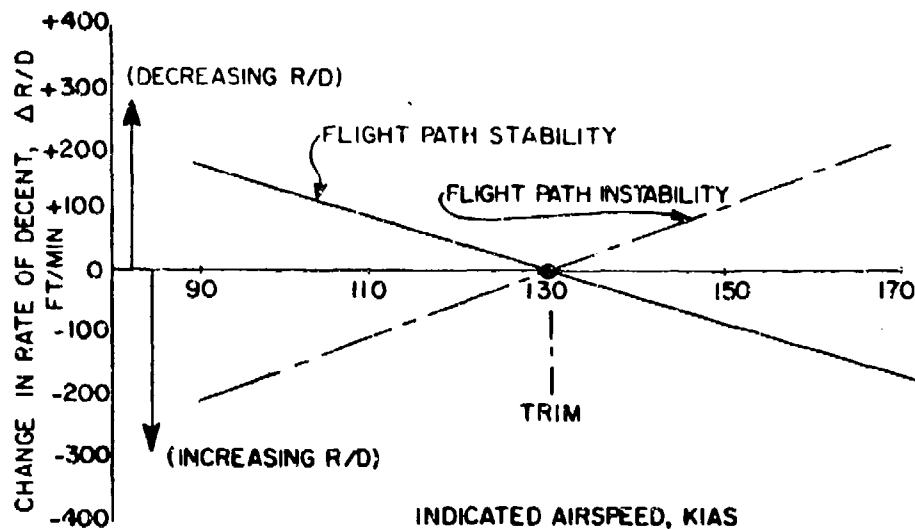 +400
(DECREASING R/D)
+300
+200
FLIGHT PATH STABILITY
FLIGHT PATH INSTABILITY
+100
0
90
110
130
150
170
-100
-200
TRIM
-300
(INCREASING R/D)
-400
CHANGE IN RATE OF DECENT, Δ R/D
FT/MIN
INDICATED AIRSPEED, KIAS